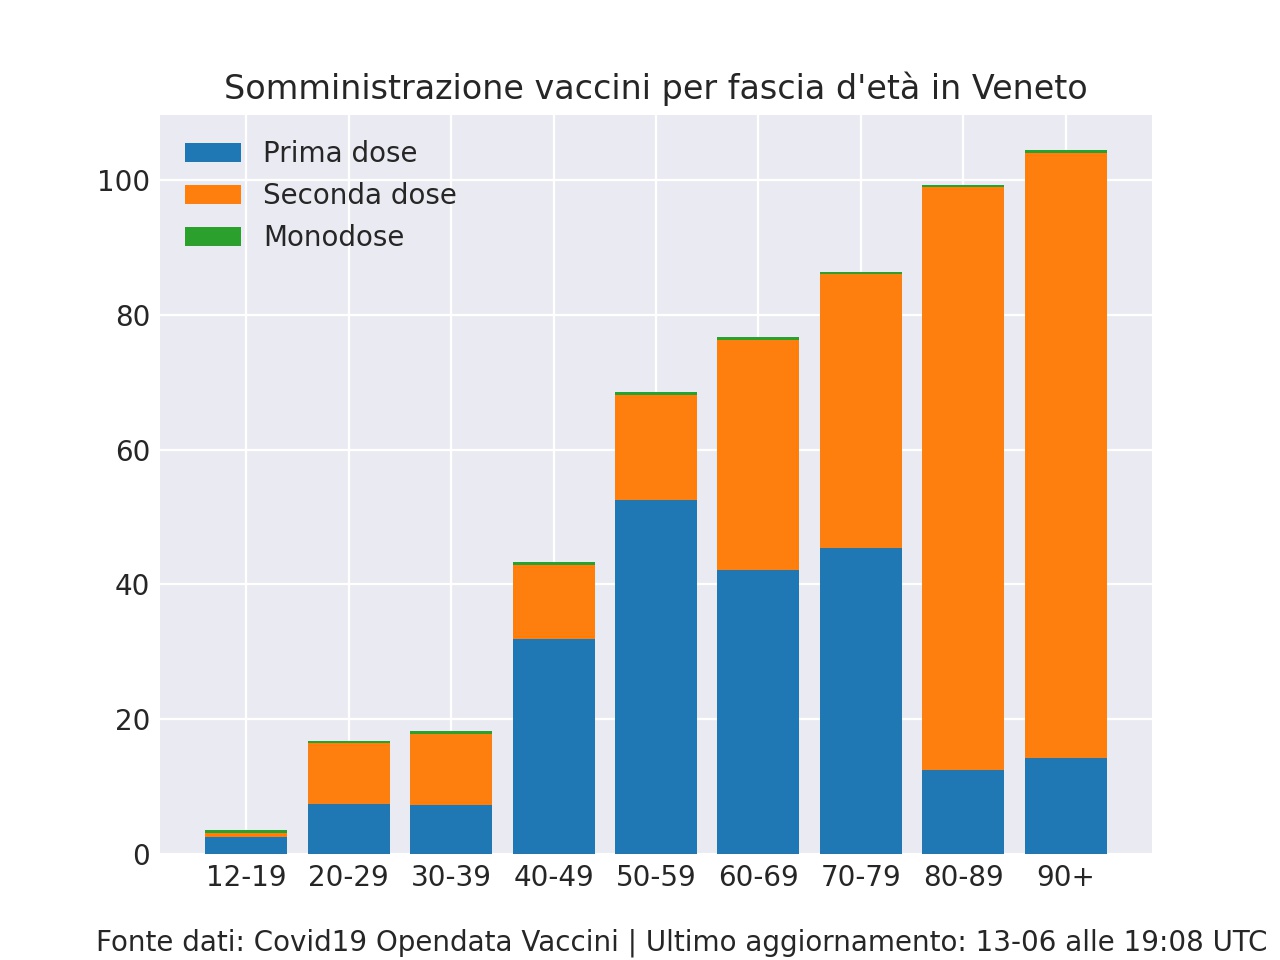 Somministrazione vaccini per fascia d'età in Veneto
Prima dose
Seconda dose
Monodose
100
80
60
40
20
0
12-19 20-29 30-39 40-49 50-59 60-69 70-79 80-89 90+
Fonte dati: Covid19 Opendata Vaccini | Ultimo aggiornamento: 13-06 alle 19:08 UTC